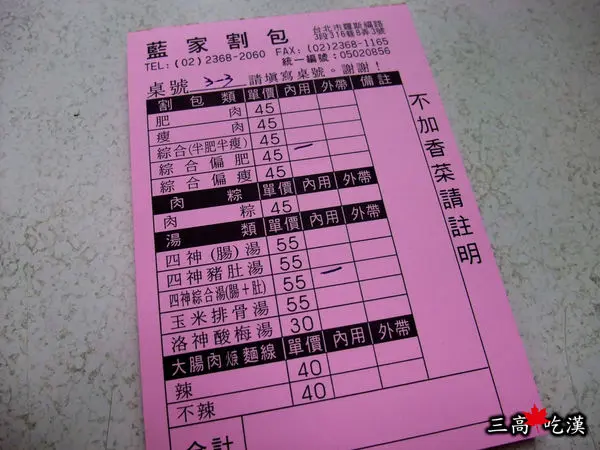 藍家割包
台北市羅斯福路
3段316巷8弄3號
TEL:(02)2368-2060 FAX:(02)2368-1165
統一編號:05020856
桌號 3-3 請填寫桌號。謝謝!
割包類 單價 內用 外帶 備註
肥肉 45
瘦肉 45
綜合(半肥半瘦) 45 一
綜合偏肥 45
綜合偏瘦 45
肉粽 單價 內用 外帶
肉粽 45
湯類 單價 內用 外帶
四神(腸)湯 55
四神豬肚湯 55
四神綜合湯(腸+肚) 55 一
玉米排骨湯 55
洛神酸梅湯 30
大腸肉焿麵線 單價 內用 外帶
辣 40
不辣 40
合計
不加香菜請註明
三高吃漢